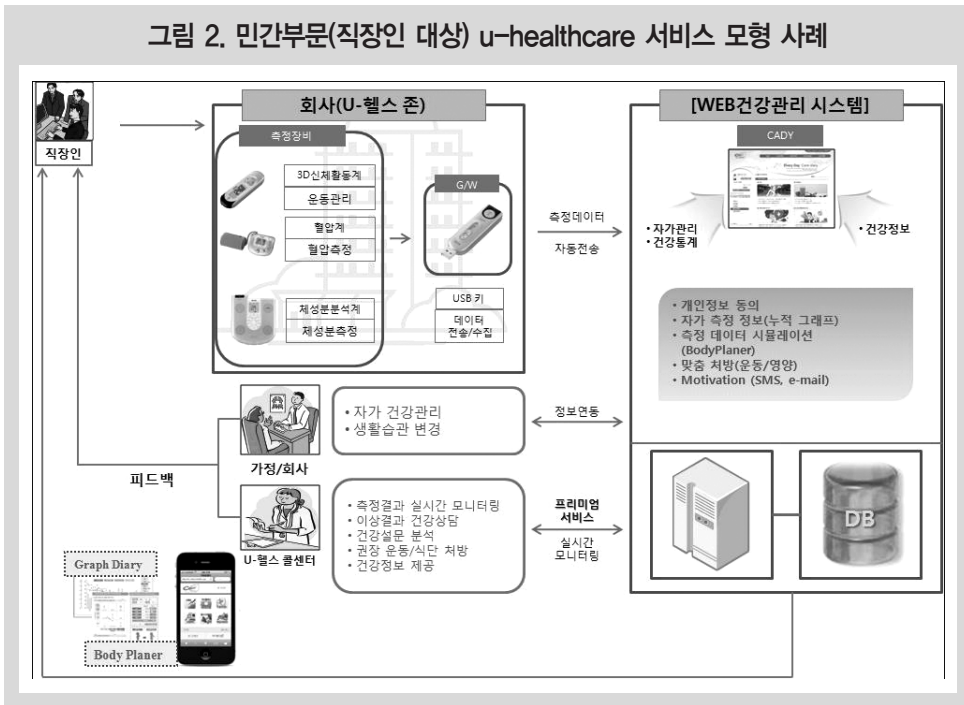 그림 2. 민간부문(직장인 대상) u-healthcare 서비스 모형 사례
직장인
회사(U-헬스 존)
측정장비
3D신체활동계
운동관리
혈압계
혈압측정
체성분분석계
체성분측정
G/W
USB 키
데이터
전송/수집
측정데이터
자동전송
[WEB건강관리 시스템]
CADY
• 자가관리
• 건강통계
• 건강정보
• 개인정보 동의
• 자가 측정 정보(누적 그래프)
• 측정 데이터 시뮬레이션
(BodyPlaner)
• 맞춤 처방(운동/영양)
• Motivation (SMS, e-mail)
가정/회사
• 자가 건강관리
• 생활습관 변경
정보연동
피드백
U-헬스 콜센터
• 측정결과 실시간 모니터링
• 이상결과 건강상담
• 건강설문 분석
• 권장 운동/식단 처방
• 건강정보 제공
프리미엄
서비스
실시간
모니터링
DB
Graph Diary
Body Planer